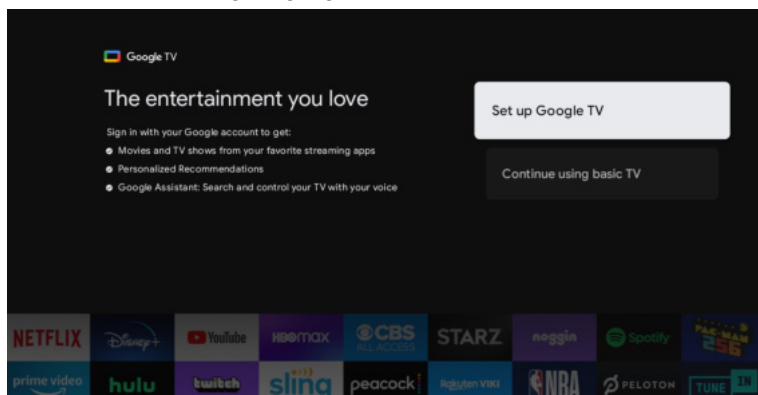 Google TV
The entertainment you love
Sign in with your Google account to get:
Movies and TV shows from your favorite streaming apps
Personalized Recommendations
Google Assistant: Search and control your TV with your voice
Set up Google TV
Continue using basic TV
NETFLIX Disney+ YouTube HBOMAX CBS ALL ACCESS STARZ noggin Spotify PAC-MAN 256
prime video hulu twitch sling peacock Rakuten VIKI NBA PELOTON TUNE IN